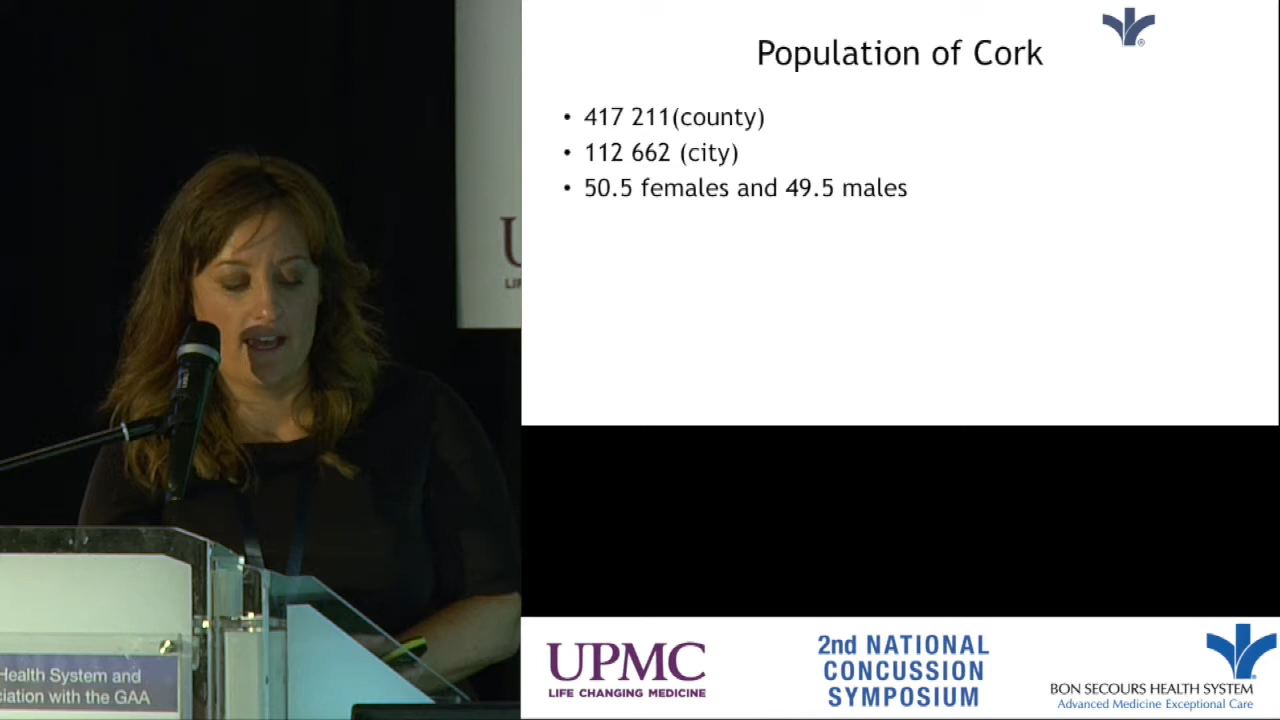 Population of Cork
• 417 211(county)
• 112 662 (city)
• 50.5 females and 49.5 males
U
Health System and
ciation with the GAA
UPMC
LIFE CHANGING MEDICINE
2nd NATIONAL
CONCUSSION
SYMPOSIUM
BON SECOURS HEALTH SYSTEM
Advanced Medicine Exceptional Care